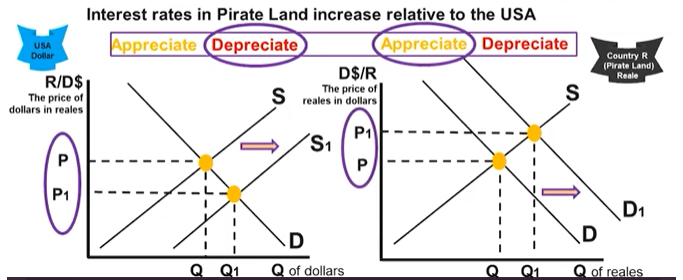 Interest rates in Pirate Land increase relative to the USA
USA
Dollar
Appreciate Depreciate
Appreciate Depreciate
Country R
(Pirate Land)
Reale
R/D$
The price of
dollars in reales
S
S1
P
P1
D
Q Q1 Q of dollars
D$/R
The price of
reales in dollars
S
P1
P
D1
D
Q Q1 Q of reales